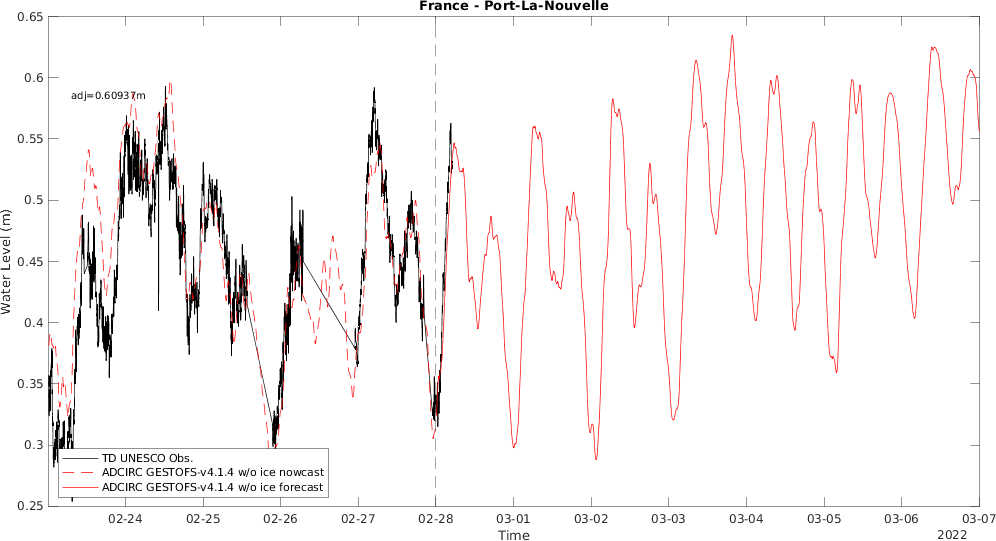 France - Port-La-Nouvelle
0.65
0.6
adj=0.60937m
0.55
0.5
0.45
0.4
0.35
0.3
0.25
Water Level (m)
TD UNESCO Obs.
ADCIRC GESTOFS-v4.1.4 w/o ice nowcast
ADCIRC GESTOFS-v4.1.4 w/o ice forecast
02-24 02-25 02-26 02-27 02-28 03-01 03-02 03-03 03-04 03-05 03-06 03-07
Time
2022